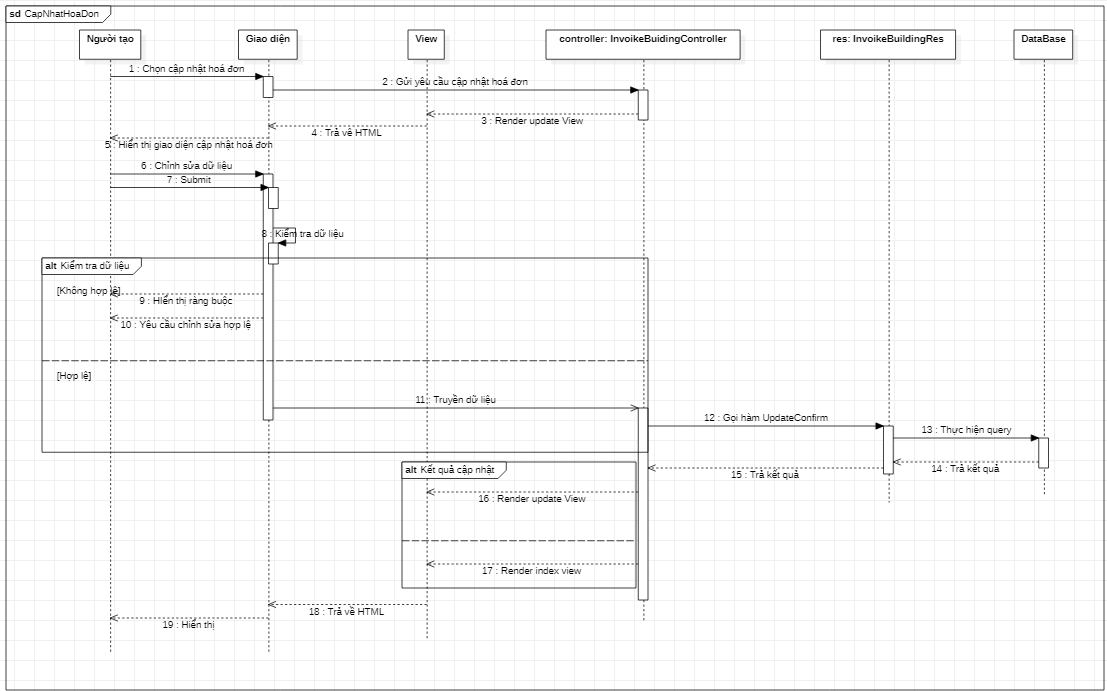 sd CapNhatHoaDon
Người tạo
Giao diện
View
controller: InvoikeBuidingController
res: InvoikeBuildingRes
DataBase
1 : Chọn cập nhật hoá đơn
2 : Gửi yêu cầu cập nhật hoá đơn
3 : Render update View
4 : Trả về HTML
5 : Hiển thị giao diện cập nhật hoá đơn
6 : Chỉnh sửa dữ liệu
7 : Submit
8 : Kiểm tra dữ liệu
alt Kiểm tra dữ liệu
[Không hợp lệ]
9 : Hiển thị ràng buộc
10 : Yêu cầu chỉnh sửa hợp lệ
[Hợp lệ]
11 : Truyền dữ liệu
12 : Gọi hàm UpdateConfirm
13 : Thực hiện query
14 : Trả kết quả
15 : Trả kết quả
alt Kết quả cập nhật
16 : Render update View
17 : Render index view
18 : Trả về HTML
19 : Hiển thị